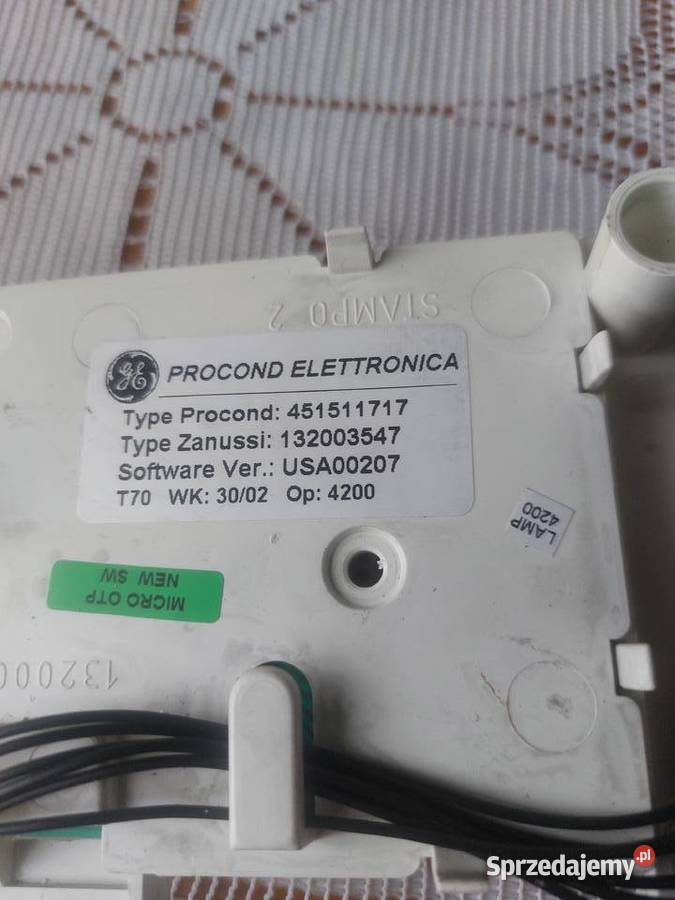 STAMPO 2
GE PROCOND ELETTRONICA
Type Procond: 451511717
Type Zanussi: 132003547
Software Ver.: USA00207
T70 WK: 30/02 Op: 4200
LAMP
4200
MICRO OTP
NEW SW
132000
Sprzedajemy.pl